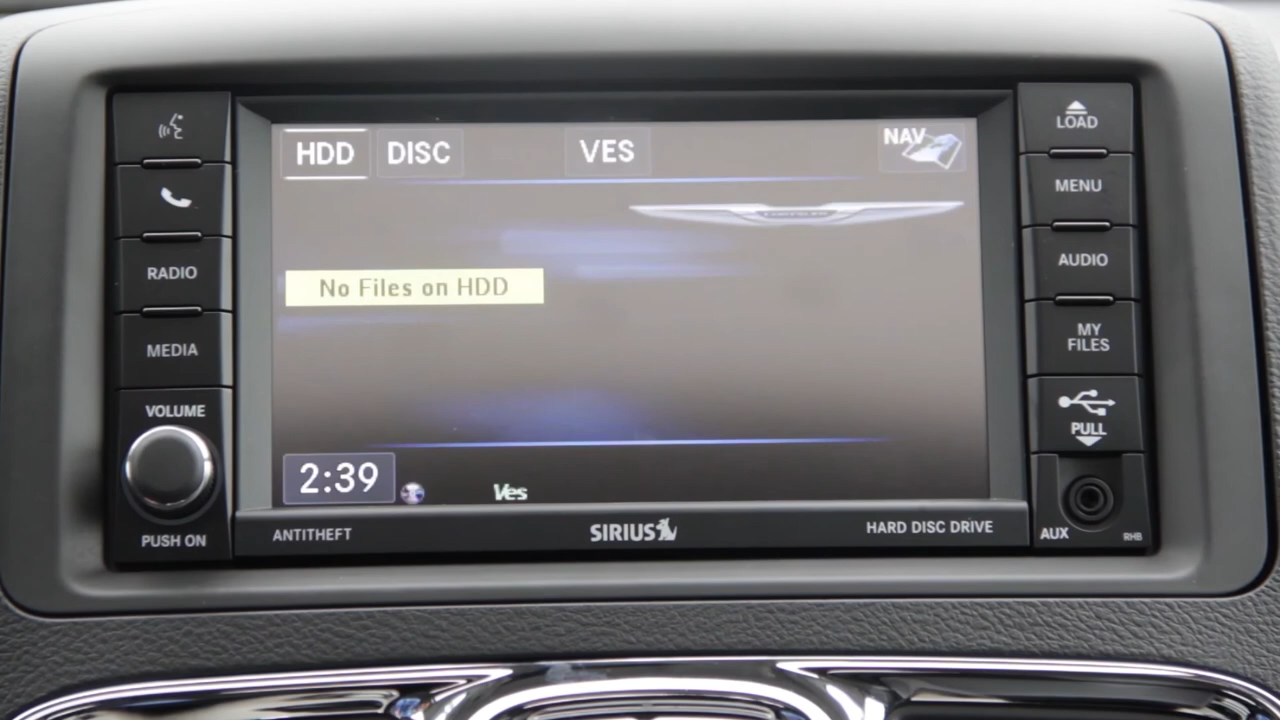 HDD DISC VES NAV
No Files on HDD
2:39 Ves
RADIO
MEDIA
VOLUME
PUSH ON
LOAD
MENU
AUDIO
MY
FILES
PULL
AUX RHB
ANTITHEFT SIRIUS HARD DISC DRIVE